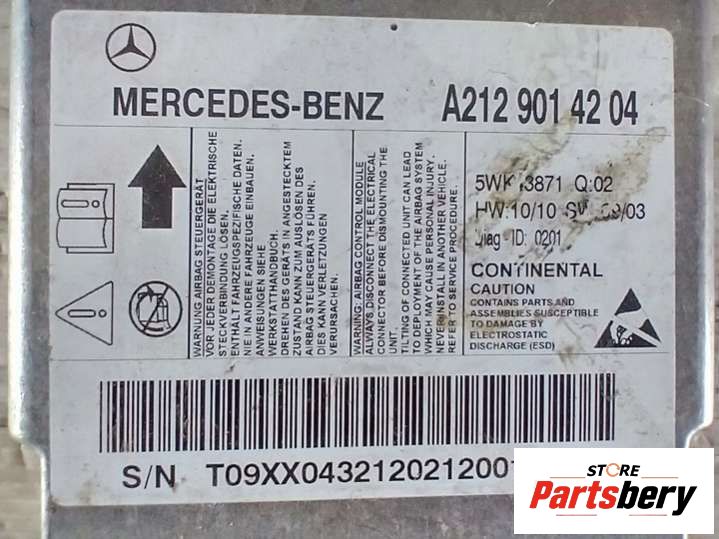 MERCEDES-BENZ A212 901 42 04
WARNUNG AIRBAG STEUERGERÄT
VOR JEDER DEMONTAGE DIE ELEKTRISCHE
STECKVERBINDUNG LÖSEN.
ENTHÄLT FAHRZEUGSPEZIFISCHE DATEN.
NIE IN ANDERE FAHRZEUGE EINBAUEN.
ANWEISUNGEN SIEHE
WERKSTATTHANDBUCH.
DREHEN DES GERÄTS IN ANGESTECKTEM
ZUSTAND KANN ZUM AUSLÖSEN DES
AIRBAG STEUERGERÄTS FÜHREN.
DIES KANN VERLETZUNGEN
VERURSACHEN.
WARNING: AIRBAG CONTROL MODULE
ALWAYS DISCONNECT THE ELECTRICAL
CONNECTOR BEFORE DISMOUNTING THE
UNIT.
TILTING OF CONNECTED UNIT CAN LEAD
TO DEPLOYMENT OF THE AIRBAG SYSTEM
WHICH MAY CAUSE PERSONAL INJURY.
NEVER INSTALL IN ANOTHER VEHICLE.
REFER TO SERVICE PROCEDURE.
Q:02
HW:10/10
ID: 0201
CONTINENTAL
CAUTION
CONTAINS PARTS AND
ASSEMBLIES SUSCEPTIBLE
TO DAMAGE BY
ELECTROSTATIC
DISCHARGE (ESD)
S/N
STORE
Partsbery